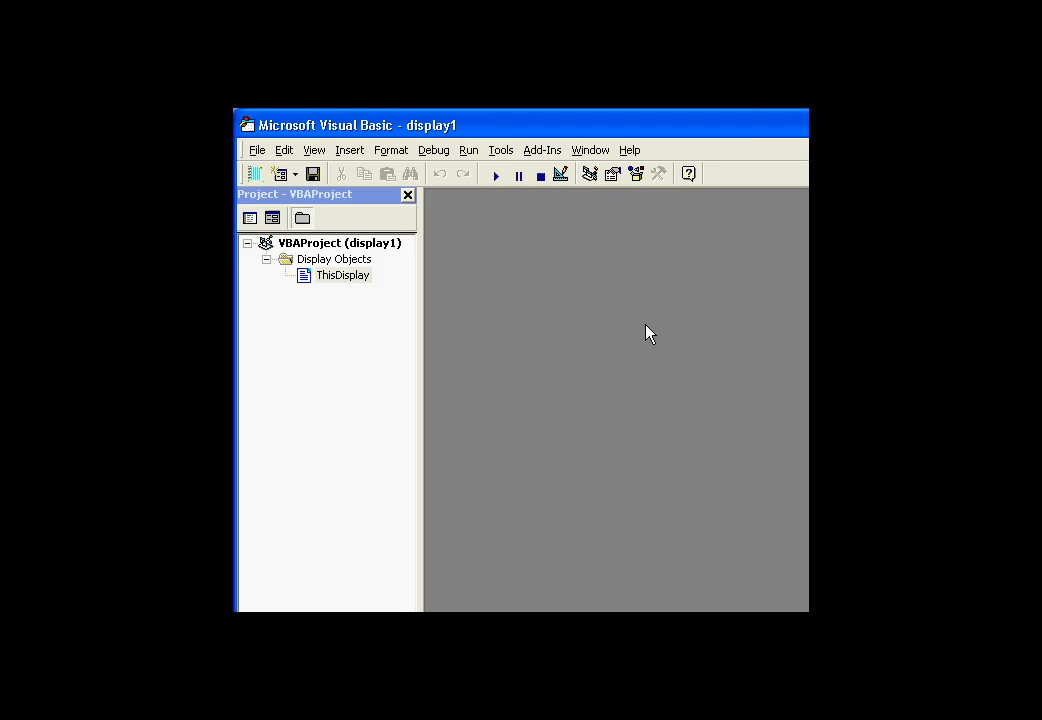 Microsoft Visual Basic - display1
File Edit View Insert Format Debug Run Tools Add-Ins Window Help
Project - VBAProject
VBAProject (display1)
Display Objects
ThisDisplay